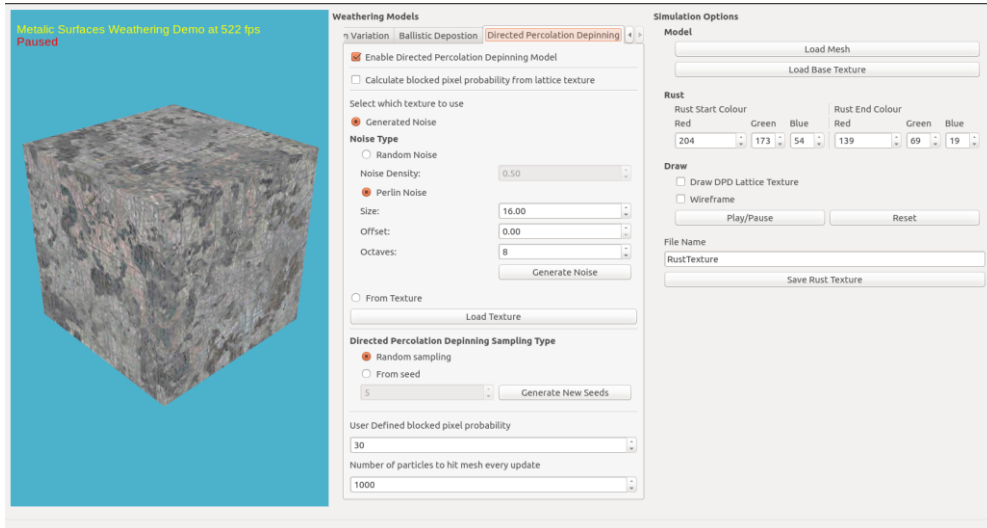 Metalic Surfaces Weathering Demo at 522 fps
Paused
Weathering Models
n Variation Ballistic Depostion Directed Percolation Depinning
Enable Directed Percolation Depinning Model
Calculate blocked pixel probability from lattice texture
Select which texture to use
Generated Noise
Noise Type
Random Noise
Noise Density: 0.50
Perlin Noise
Size: 16.00
Offset: 0.00
Octaves: 8
Generate Noise
From Texture
Load Texture
Directed Percolation Depinning Sampling Type
Random sampling
From seed
5 Generate New Seeds
User Defined blocked pixel probability
30
Number of particles to hit mesh every update
1000
Simulation Options
Model
Load Mesh
Load Base Texture
Rust
Rust Start Colour Rust End Colour
Red Green Blue Red Green Blue
204 173 54 139 69 19
Draw
Draw DPD Lattice Texture
Wireframe
Play/Pause Reset
File Name
RustTexture
Save Rust Texture